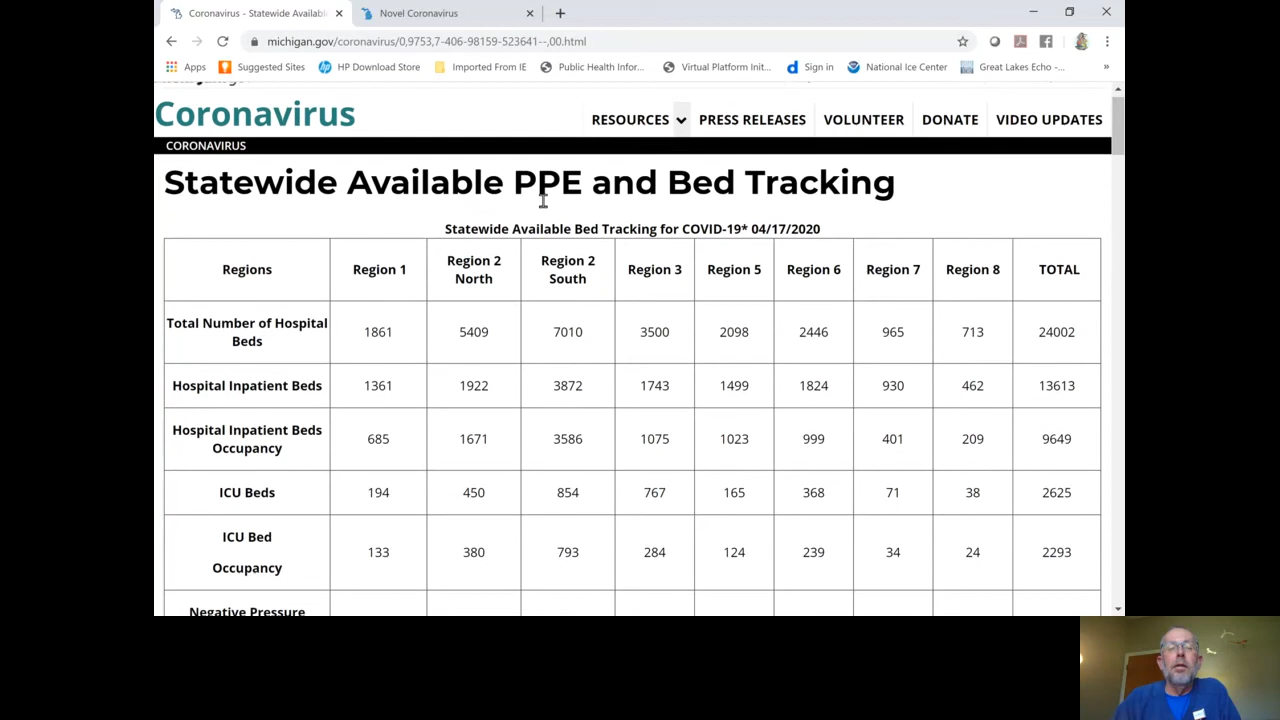 Coronavirus - Statewide Availabl
Novel Coronavirus
michigan.gov/coronavirus/0,9753,7-406-98159-523641--,00.html
Apps Suggested Sites HP Download Store Imported From IE Public Health Infor... Virtual Platform Init... Sign in National Ice Center Great Lakes Echo -... »
Coronavirus
RESOURCES PRESS RELEASES VOLUNTEER DONATE VIDEO UPDATES
CORONAVIRUS
Statewide Available PPE and Bed Tracking
Statewide Available Bed Tracking for COVID-19* 04/17/2020
Regions Region 1 Region 2 North Region 2 South Region 3 Region 5 Region 6 Region 7 Region 8 TOTAL
Total Number of Hospital Beds 1861 5409 7010 3500 2098 2446 965 713 24002
Hospital Inpatient Beds 1361 1922 3872 1743 1499 1824 930 462 13613
Hospital Inpatient Beds Occupancy 685 1671 3586 1075 1023 999 401 209 9649
ICU Beds 194 450 854 767 165 368 71 38 2625
ICU Bed Occupancy 133 380 793 284 124 239 34 24 2293
Negative Pressure